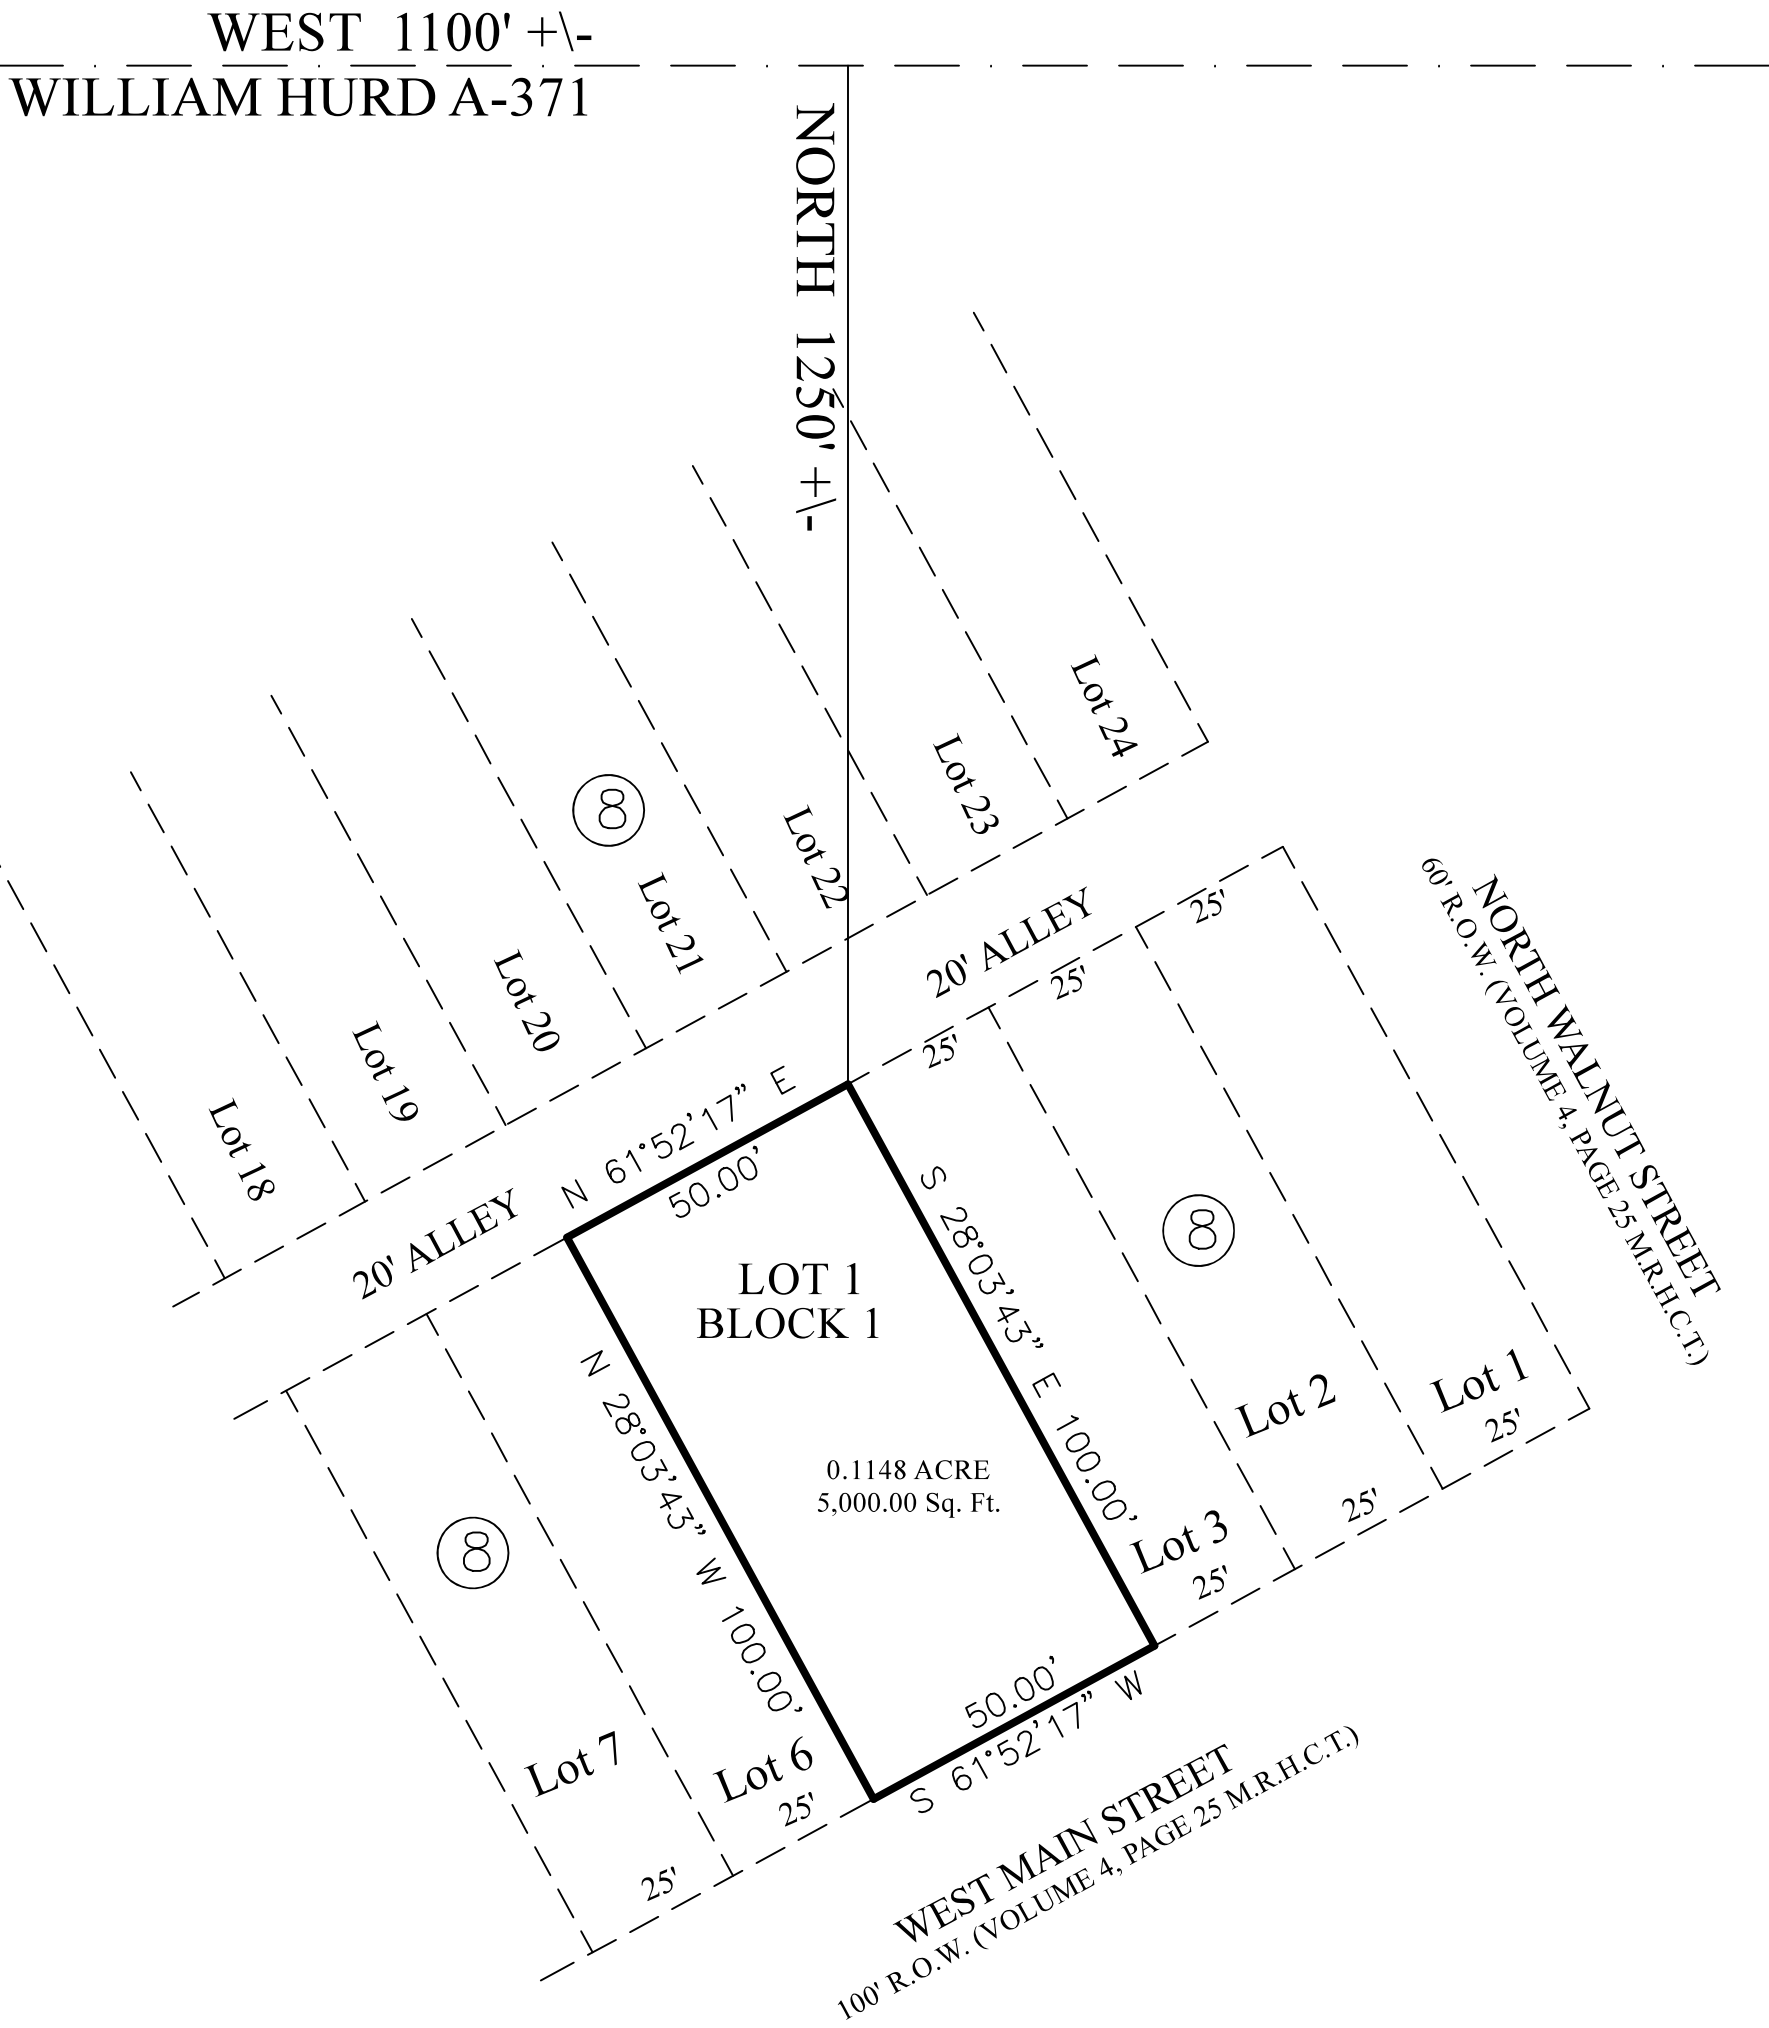 WEST 1100' +\-
WILLIAM HURD A-371
NORTH 1250' +\-
Lot 24
Lot 23
8
Lot 22
Lot 21
Lot 20
Lot 19
Lot 18
25'
25'
25'
20' ALLEY
20' ALLEY
NORTH WALNUT STREET
60' R.O.W. (VOLUME 4, PAGE 25 M.R.H.C.T.)
N 61°52'17" E
50.00'
S 28°03'43" E 100.00'
8
LOT 1
BLOCK 1
N 28°03'43" W 100.00'
0.1148 ACRE
5,000.00 Sq. Ft.
Lot 1
25'
Lot 2
25'
Lot 3
25'
8
50.00'
S 61°52'17" W
Lot 6
25'
Lot 7
25'
WEST MAIN STREET
100' R.O.W. (VOLUME 4, PAGE 25 M.R.H.C.T.)